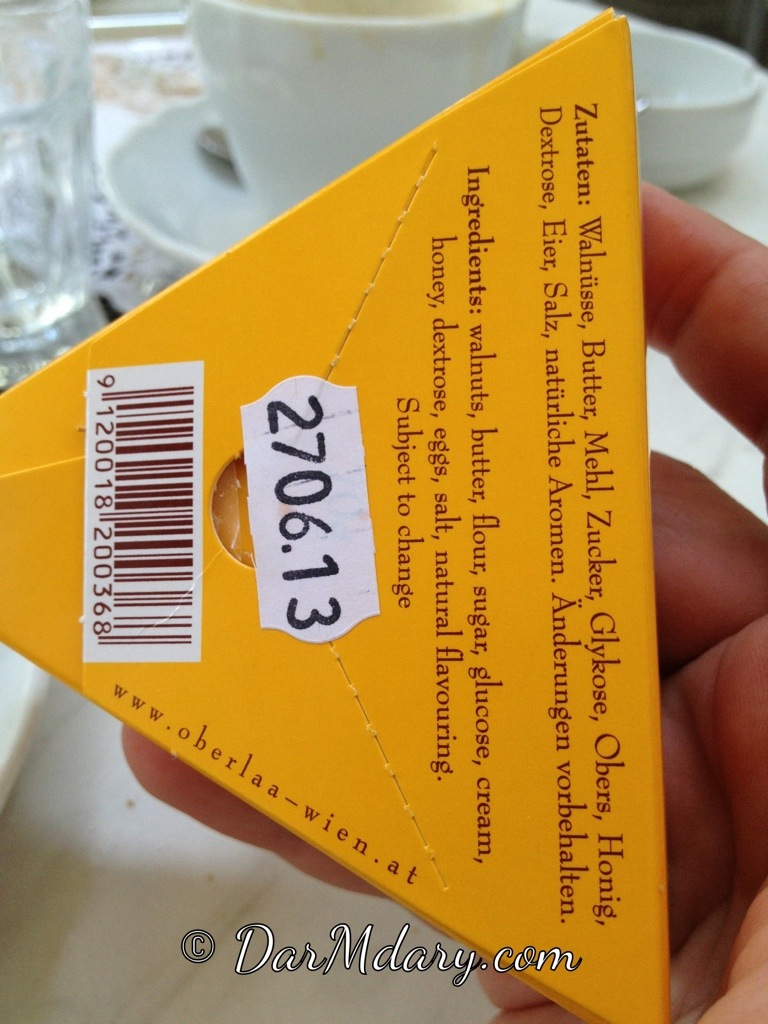 Zutaten: Walnüsse, Butter, Mehl, Zucker, Glykose, Obers, Honig,
Dextrose, Eier, Salz, natürliche Aromen. Änderungen vorbehalten.
Ingredients: walnuts, butter, flour, sugar, glucose, cream,
honey, dextrose, eggs, salt, natural flavouring.
Subject to change
2706.13
9 120018 200368
www.oberlaa-wien.at
© DarMdary.com